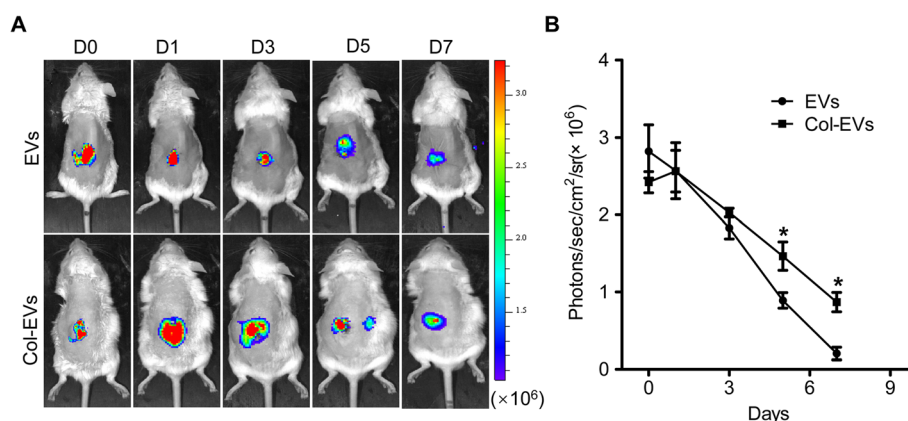 A
D0 D1 D3 D5 D7
EVs
Col-EVs
3.0
2.5
2.0
1.5
(×10⁶)
B
Photons/sec/cm²/sr(× 10⁶)
4
3
2
1
0
EVs
Col-EVs
*
*
0 3 6 9
Days